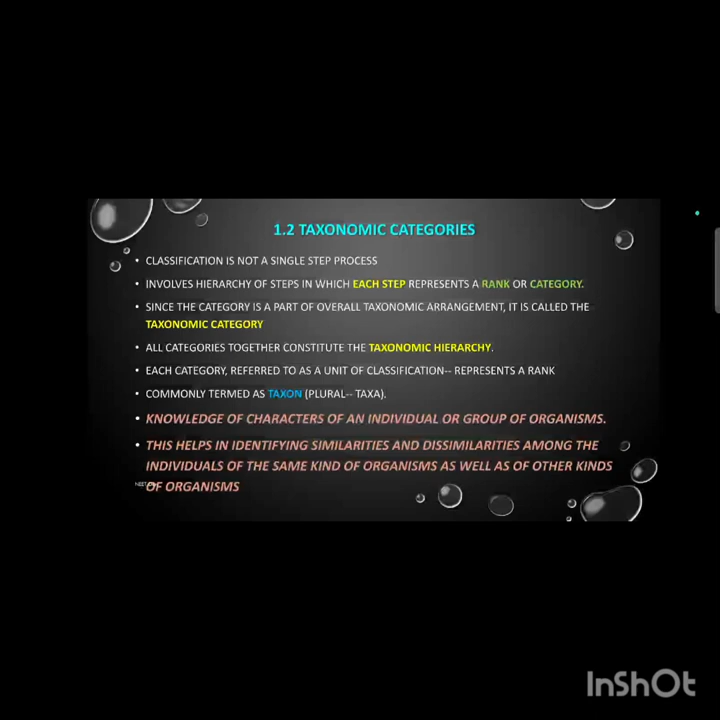 1.2 TAXONOMIC CATEGORIES
• CLASSIFICATION IS NOT A SINGLE STEP PROCESS
• INVOLVES HIERARCHY OF STEPS IN WHICH EACH STEP REPRESENTS A RANK OR CATEGORY.
• SINCE THE CATEGORY IS A PART OF OVERALL TAXONOMIC ARRANGEMENT, IT IS CALLED THE
TAXONOMIC CATEGORY
• ALL CATEGORIES TOGETHER CONSTITUTE THE TAXONOMIC HIERARCHY.
• EACH CATEGORY, REFERRED TO AS A UNIT OF CLASSIFICATION-- REPRESENTS A RANK
• COMMONLY TERMED AS TAXON (PLURAL-- TAXA).
• KNOWLEDGE OF CHARACTERS OF AN INDIVIDUAL OR GROUP OF ORGANISMS.
• THIS HELPS IN IDENTIFYING SIMILARITIES AND DISSIMILARITIES AMONG THE
INDIVIDUALS OF THE SAME KIND OF ORGANISMS AS WELL AS OF OTHER KINDS
OF ORGANISMS
InShOt